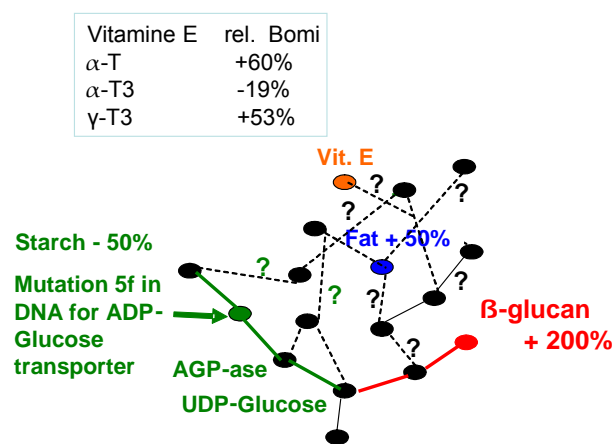 Vitamine E rel. Bomi
α-T +60%
α-T3 -19%
γ-T3 +53%
Vit. E
?
?
?
?
Fat + 50%
Starch - 50%
?
?
?
Mutation 5f in
DNA for ADP-
Glucose
transporter
?
ß-glucan
+ 200%
?
AGP-ase
UDP-Glucose